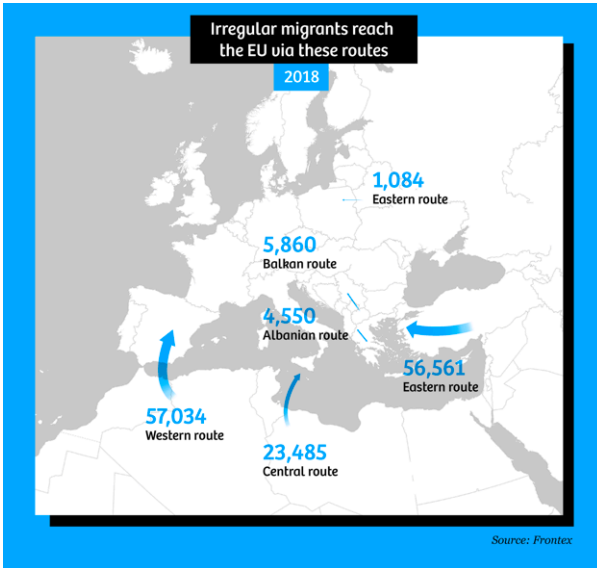 Irregular migrants reach
the EU via these routes
2018
1,084
Eastern route
5,860
Balkan route
4,550
Albanian route
56,561
Eastern route
57,034
Western route
23,485
Central route
Source: Frontex